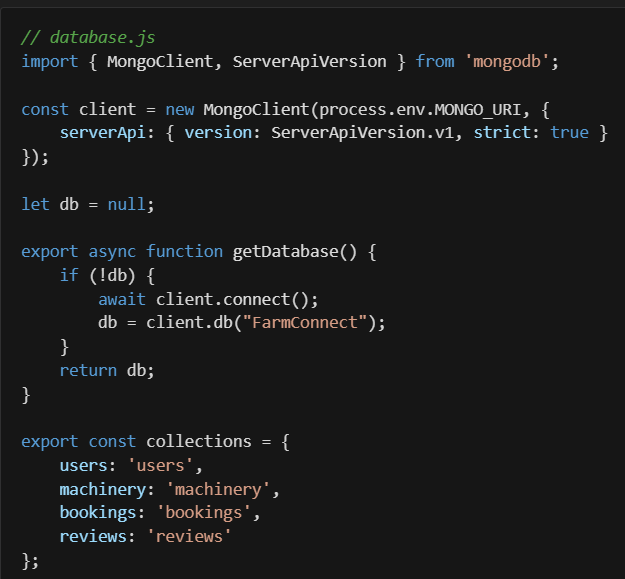 // database.js
import { MongoClient, ServerApiVersion } from 'mongodb';
const client = new MongoClient(process.env.MONGO_URI, {
    serverApi: { version: ServerApiVersion.v1, strict: true }
});
let db = null;
export async function getDatabase() {
    if (!db) {
        await client.connect();
        db = client.db("FarmConnect");
    }
    return db;
}
export const collections = {
    users: 'users',
    machinery: 'machinery',
    bookings: 'bookings',
    reviews: 'reviews'
};